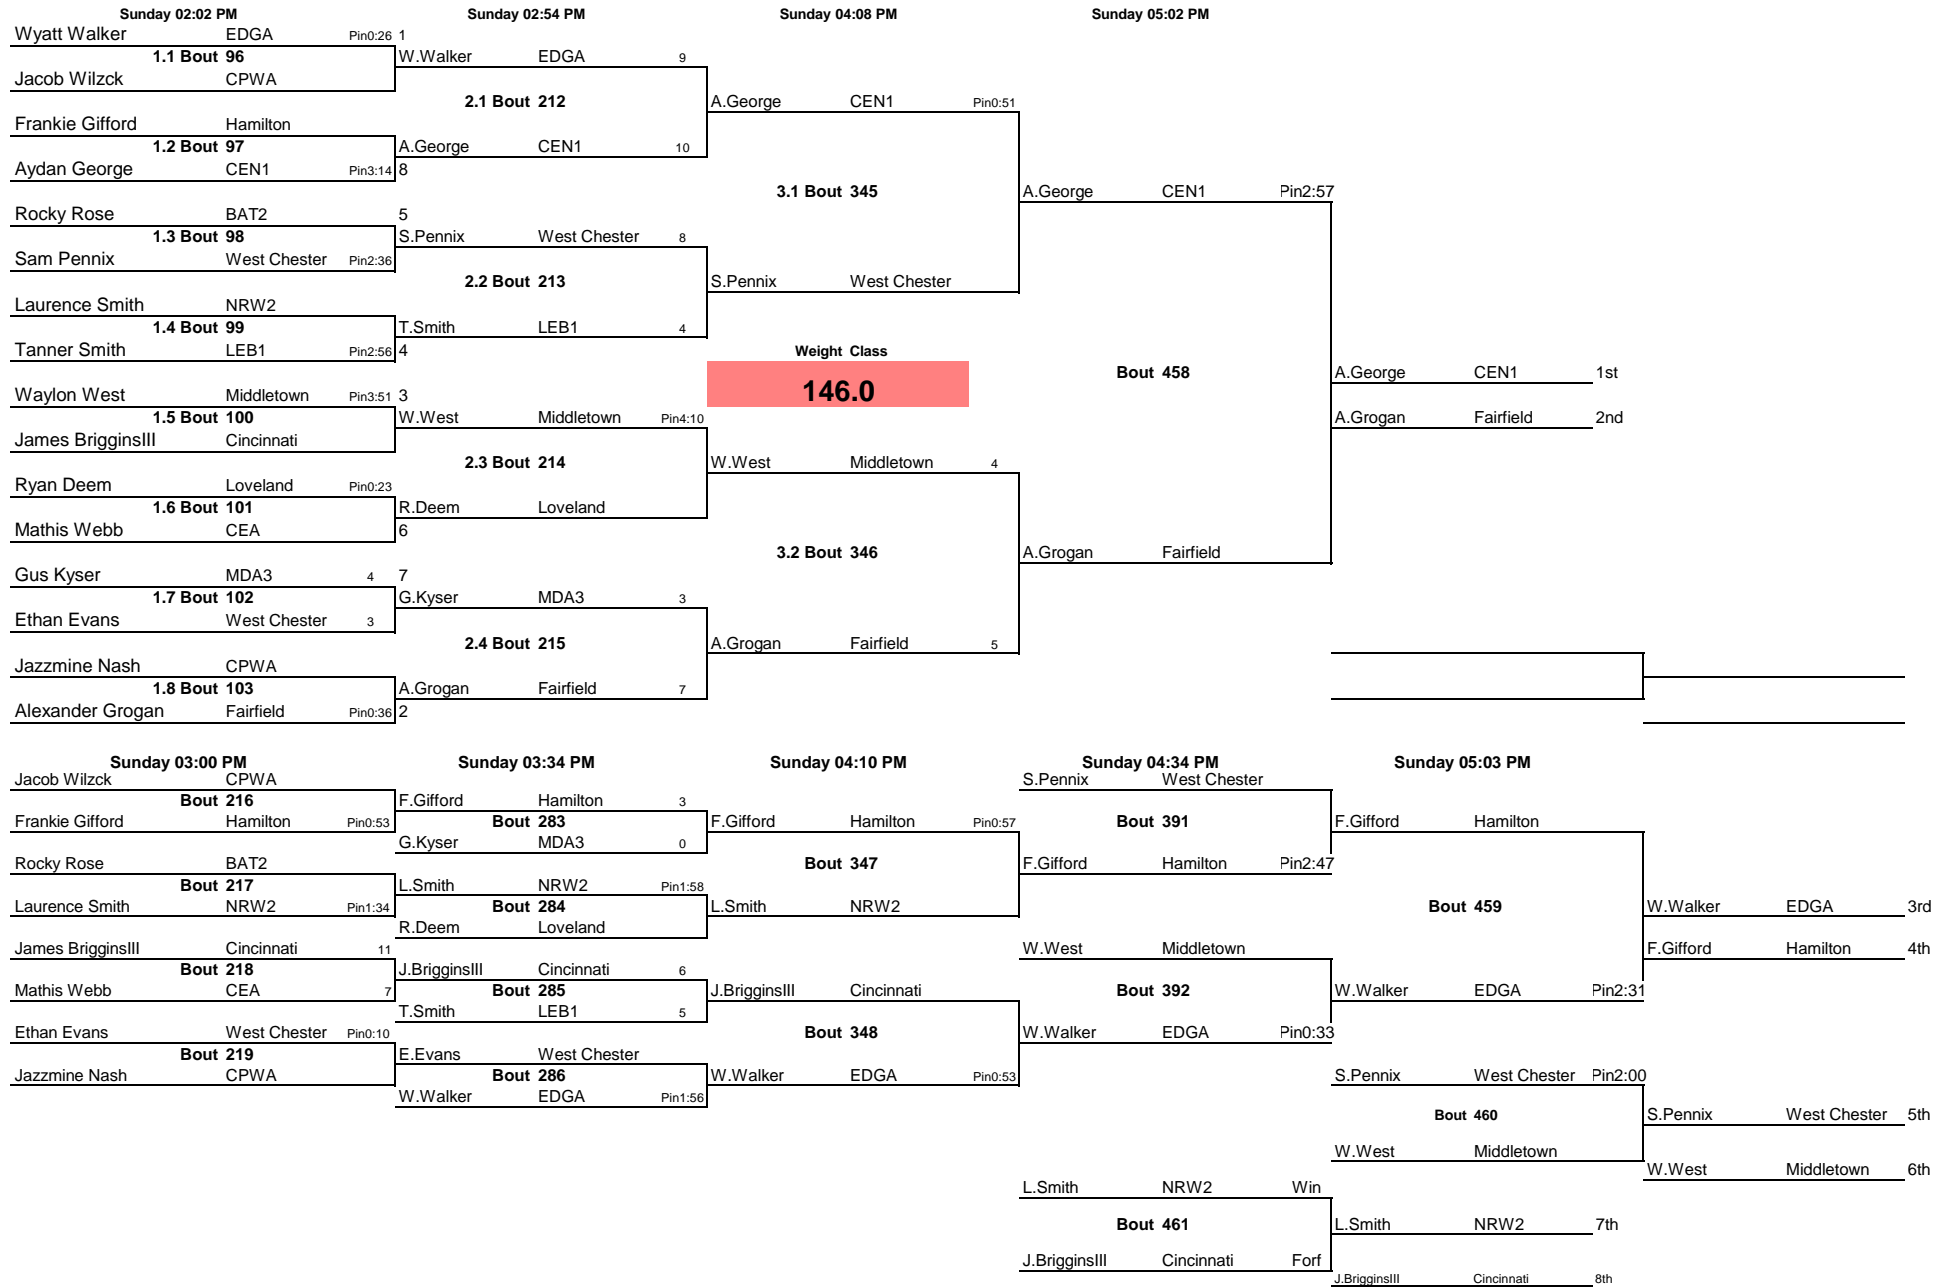 Sunday 02:02 PM Sunday 02:54 PM Sunday 04:08 PM Sunday 05:02 PM
Wyatt Walker EDGA Pin0:26 1
1.1 Bout 96 W.Walker EDGA 9
Jacob Wilzck CPWA
2.1 Bout 212 A.George CEN1 Pin0:51
Frankie Gifford Hamilton
1.2 Bout 97 A.George CEN1 10
Aydan George CEN1 Pin3:14 8
3.1 Bout 345 A.George CEN1 Pin2:57
Rocky Rose BAT2 5
1.3 Bout 98 S.Pennix West Chester 8
Sam Pennix West Chester Pin2:36
2.2 Bout 213 S.Pennix West Chester
Laurence Smith NRW2
1.4 Bout 99 T.Smith LEB1 4
Tanner Smith LEB1 Pin2:56 4 Weight Class
Bout 458 A.George CEN1 1st
Waylon West Middletown Pin3:51 3 146.0
1.5 Bout 100 W.West Middletown Pin4:10 A.Grogan Fairfield 2nd
James BrigginsIII Cincinnati
2.3 Bout 214 W.West Middletown 4
Ryan Deem Loveland Pin0:23
1.6 Bout 101 R.Deem Loveland
Mathis Webb CEA 6
3.2 Bout 346 A.Grogan Fairfield
Gus Kyser MDA3 4 7
1.7 Bout 102 G.Kyser MDA3 3
Ethan Evans West Chester 3
2.4 Bout 215 A.Grogan Fairfield 5
Jazzmine Nash CPWA
1.8 Bout 103 A.Grogan Fairfield 7
Alexander Grogan Fairfield Pin0:36 2
Sunday 03:00 PM Sunday 03:34 PM Sunday 04:10 PM Sunday 04:34 PM Sunday 05:03 PM
Jacob Wilzck CPWA S.Pennix West Chester
Bout 216 F.Gifford Hamilton 3
Frankie Gifford Hamilton Pin0:53 Bout 283 F.Gifford Hamilton Pin0:57 Bout 391 F.Gifford Hamilton
G.Kyser MDA3 0
Rocky Rose BAT2 Bout 347 F.Gifford Hamilton Pin2:47
Bout 217 L.Smith NRW2 Pin1:58
Laurence Smith NRW2 Pin1:34 Bout 284 L.Smith NRW2 Bout 459 W.Walker EDGA 3rd
R.Deem Loveland
James BrigginsIII Cincinnati 11 W.West Middletown F.Gifford Hamilton 4th
Bout 218 J.BrigginsIII Cincinnati 6
Mathis Webb CEA 7 Bout 285 J.BrigginsIII Cincinnati Bout 392 W.Walker EDGA Pin2:31
T.Smith LEB1 5
Ethan Evans West Chester Pin0:10 Bout 348 W.Walker EDGA Pin0:33
Bout 219 E.Evans West Chester
Jazzmine Nash CPWA Bout 286 W.Walker EDGA Pin0:53 S.Pennix West Chester Pin2:00
W.Walker EDGA Pin1:56
Bout 460 S.Pennix West Chester 5th
W.West Middletown
W.West Middletown 6th
L.Smith NRW2 Win
Bout 461 L.Smith NRW2 7th
J.BrigginsIII Cincinnati Forf
J.BrigginsIII Cincinnati 8th